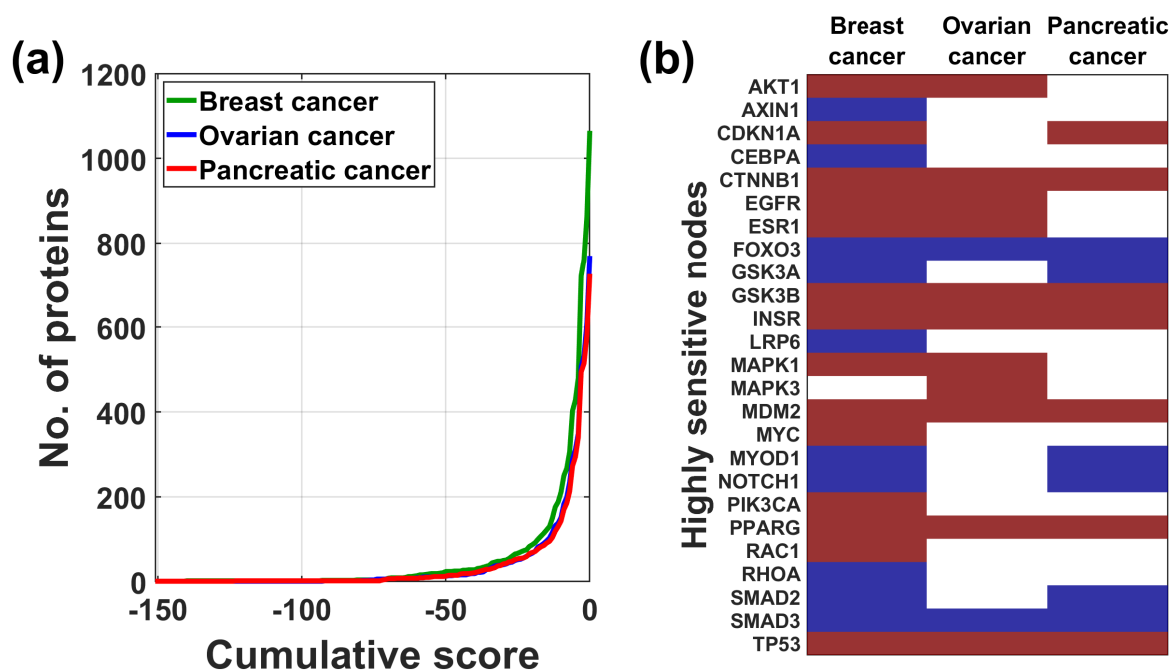 (a)
1200
1000
800
600
400
200
0
-150
-100
-50
0
No. of proteins
Cumulative score
Breast cancer
Ovarian cancer
Pancreatic cancer
(b)
Breast
cancer
Ovarian
cancer
Pancreatic
cancer
Highly sensitive nodes
AKT1
AXIN1
CDKN1A
CEBPA
CTNNB1
EGFR
ESR1
FOXO3
GSK3A
GSK3B
INSR
LRP6
MAPK1
MAPK3
MDM2
MYC
MYOD1
NOTCH1
PIK3CA
PPARG
RAC1
RHOA
SMAD2
SMAD3
TP53